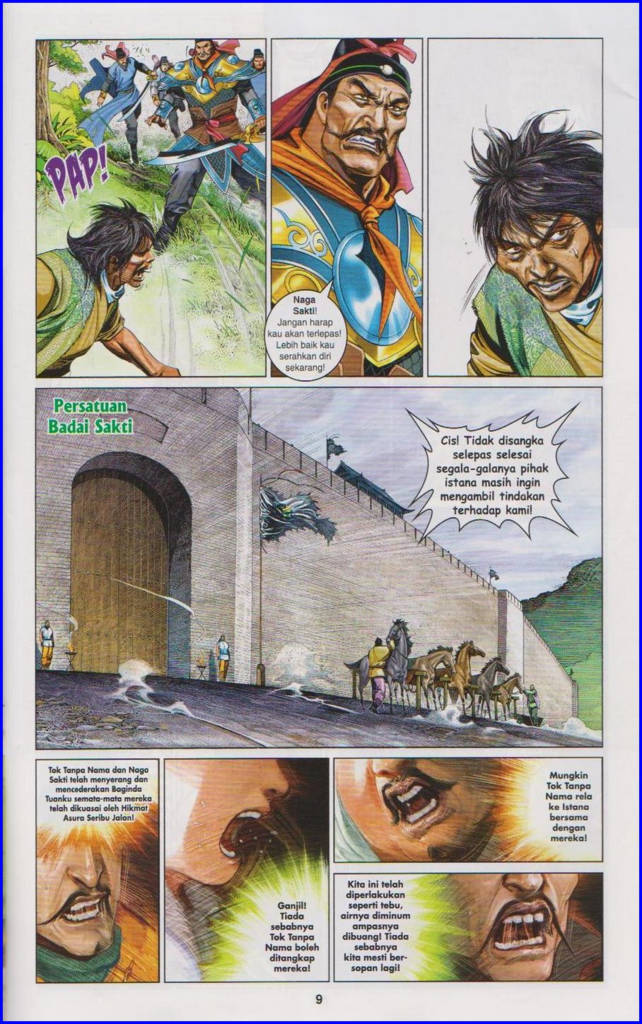 PAP!
Naga
Sakti!
Jangan harap
kau akan terlepas!
Lebih baik kau
serahkan diri
sekarang!
Persatuan
Badai Sakti
Cis! Tidak disangka
selepas selesai
segala-galanya pihak
istana masih ingin
mengambil tindakan
terhadap kami!
Tok Tanpa Nama dan Naga
Sakti telah menyerang dan
mencederakan Baginda
Tuanku semata-mata mereka
telah dikuasai oleh Hikmat
Asura Seribu Jalan!
Ganjil!
Tiada
sebabnya
Tok Tanpa
Nama boleh
ditangkap
mereka!
Mungkin
Tok Tanpa
Nama rela
ke Istana
bersama
dengan
mereka!
Kita ini telah
diperlakukan
seperti tebu,
airnya diminum
ampasnya
dibuang! Tiada
sebabnya
kita mesti ber-
sopan lagi!
9